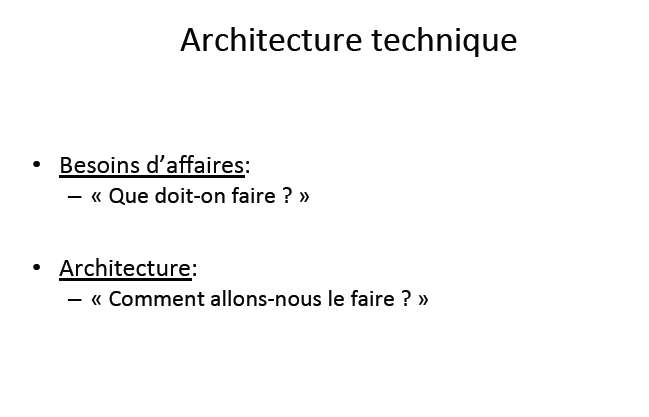 Architecture technique
• Besoins d’affaires:
– « Que doit-on faire ? »
• Architecture:
– « Comment allons-nous le faire ? »